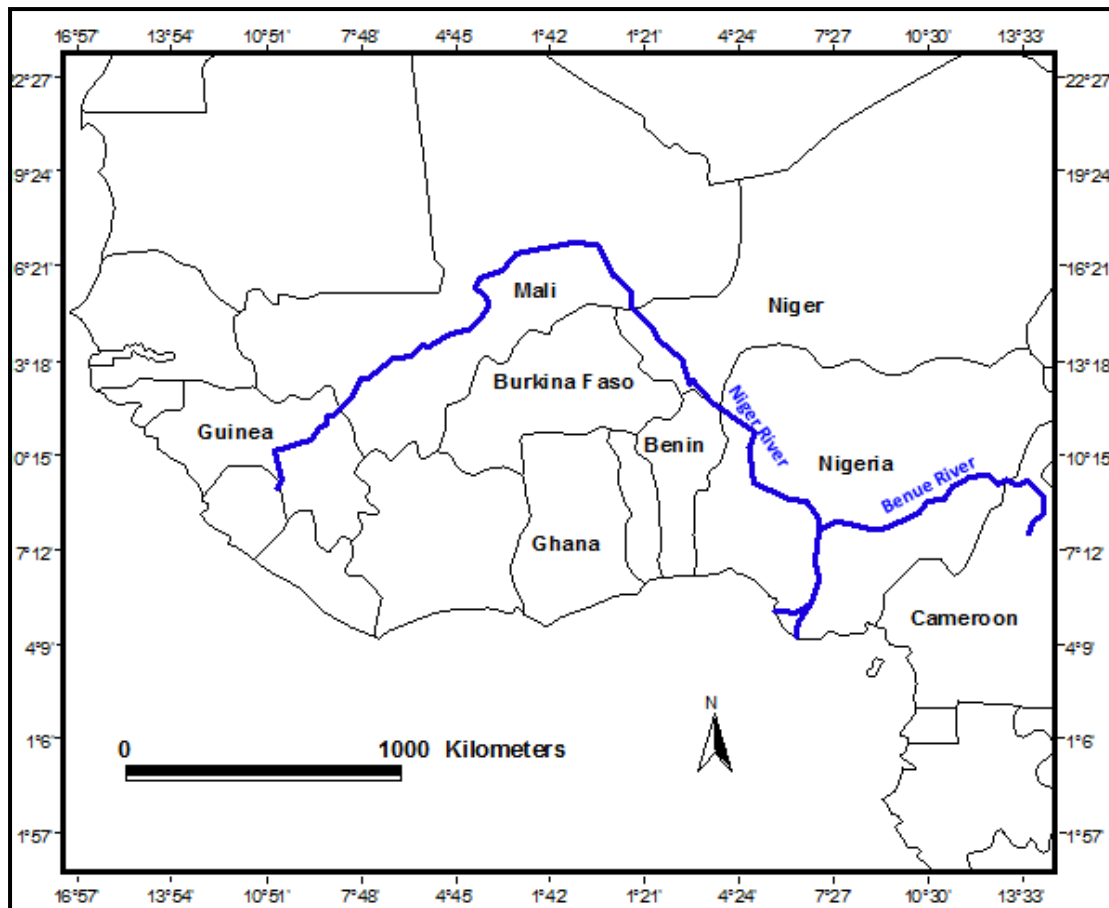 16°57' 13°54' 10°51' 7°48' 4°45' 1°42' 1°21' 4°24' 7°27' 10°30' 13°33'
22°27' 22°27'
9°24' 19°24'
6°21' 16°21'
Mali
Niger
3°18' 13°18'
Burkina Faso
Niger River
Guinea
Benin
0°15' 10°15'
Nigeria
Benue River
7°12' 7°12'
Ghana
Cameroon
4°9' 4°9'
N
1°6' 1°6'
0 1000 Kilometers
1°57' 1°57'
16°57' 13°54' 10°51' 7°48' 4°45' 1°42' 1°21' 4°24' 7°27' 10°30' 13°33'